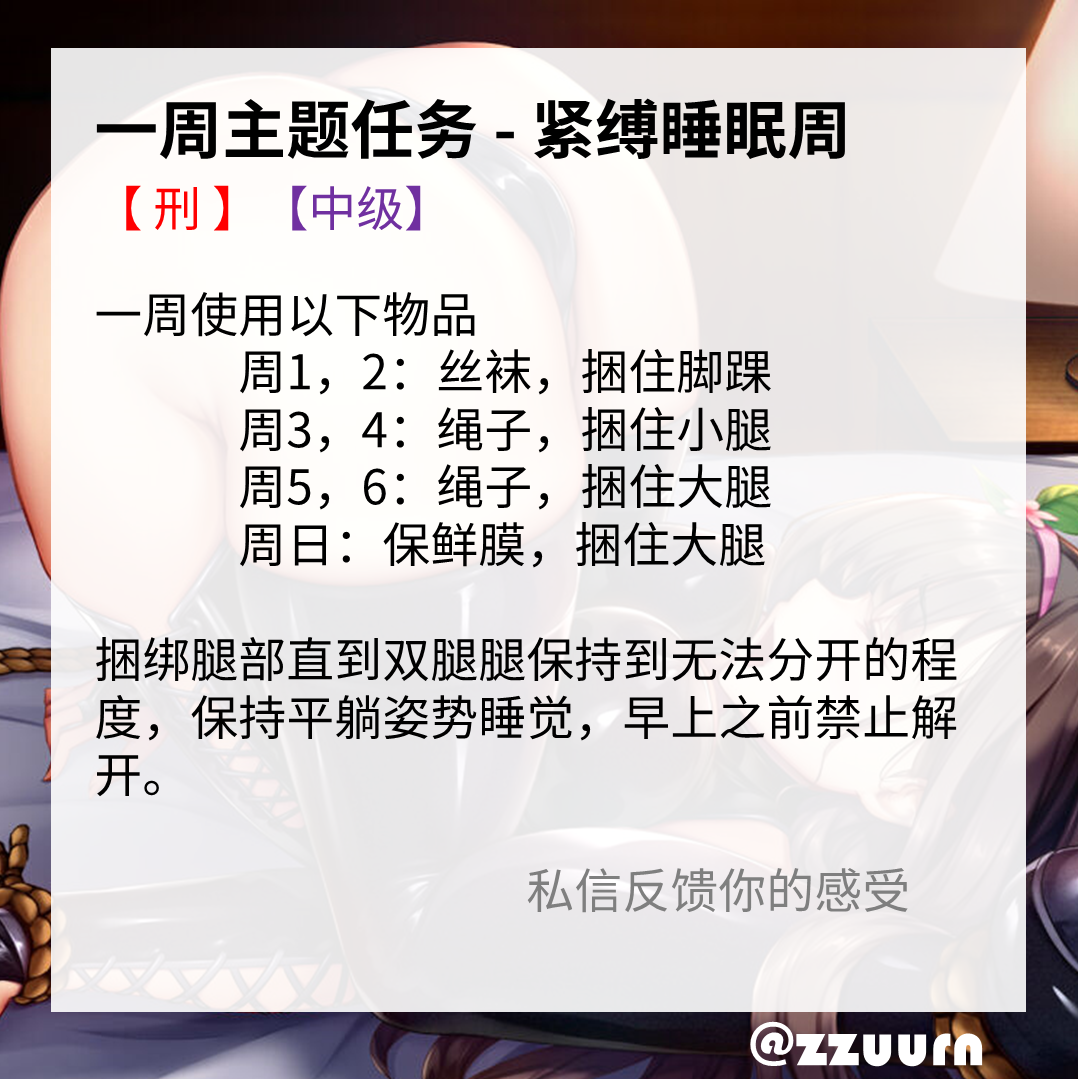 一周主题任务 - 紧缚睡眠周
【 刑 】 【中级】
一周使用以下物品
周1，2：丝袜，捆住脚踝
周3，4：绳子，捆住小腿
周5，6：绳子，捆住大腿
周日：保鲜膜，捆住大腿
捆绑腿部直到双腿腿保持到无法分开的程
度，保持平躺姿势睡觉，早上之前禁止解
开。
私信反馈你的感受
@zzuurn